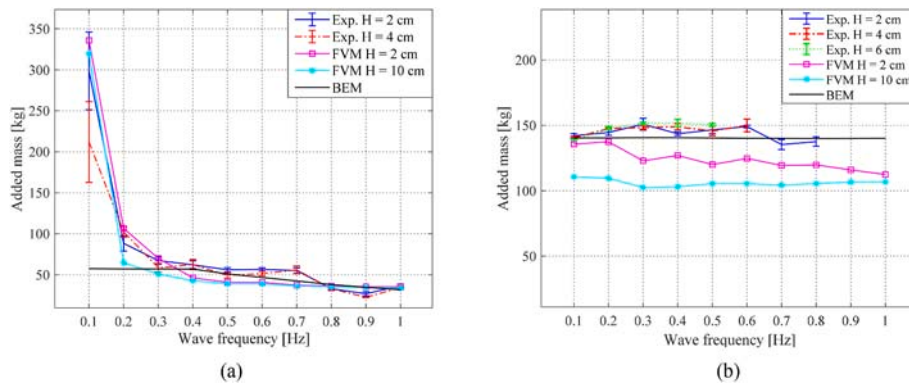 350
300
250
200
150
100
50
Added mass [kg]
Exp. H = 2 cm
Exp. H = 4 cm
FVM H = 2 cm
FVM H = 10 cm
BEM
0.1 0.2 0.3 0.4 0.5 0.6 0.7 0.8 0.9 1
Wave frequency [Hz]
(a)
200
150
100
50
Added mass [kg]
Exp. H = 2 cm
Exp. H = 4 cm
Exp. H = 6 cm
FVM H = 2 cm
FVM H = 10 cm
BEM
0.1 0.2 0.3 0.4 0.5 0.6 0.7 0.8 0.9 1
Wave frequency [Hz]
(b)